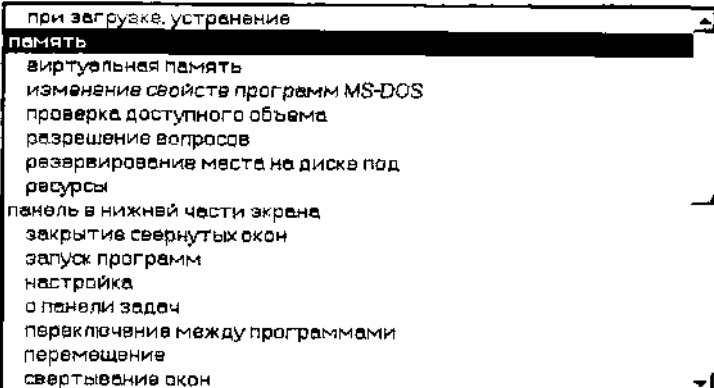 при загрузке, устранение
память
виртуальная память
изменение свойств программ MS-DOS
проверка доступного объема
разрешение вопросов
резервирование места на диске под
ресурсы
панель в нижней части экрана
закрытие свернутых окон
запуск программ
настройка
о панели задач
переключение между программами
перемещение
свертывание окон